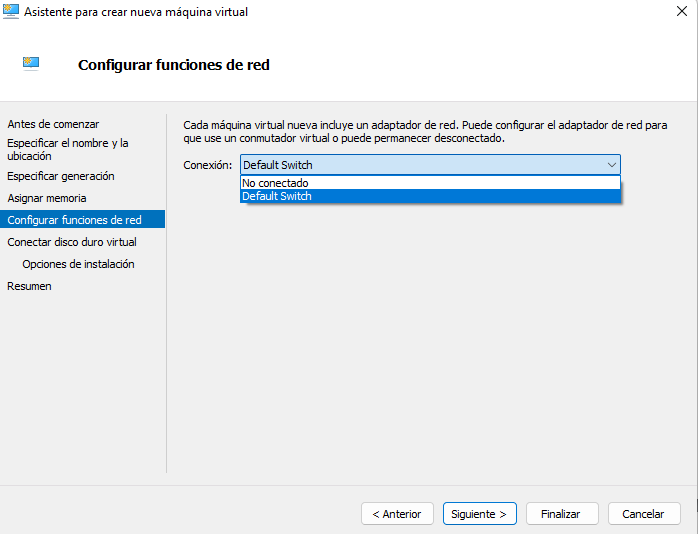 Asistente para crear nueva máquina virtual
Configurar funciones de red
Antes de comenzar
Especificar el nombre y la
ubicación
Especificar generación
Asignar memoria
Configurar funciones de red
Conectar disco duro virtual
Opciones de instalación
Resumen
Cada máquina virtual nueva incluye un adaptador de red. Puede configurar el adaptador de red para
que use un conmutador virtual o puede permanecer desconectado.
Conexión: Default Switch
No conectado
Default Switch
< Anterior
Siguiente >
Finalizar
Cancelar